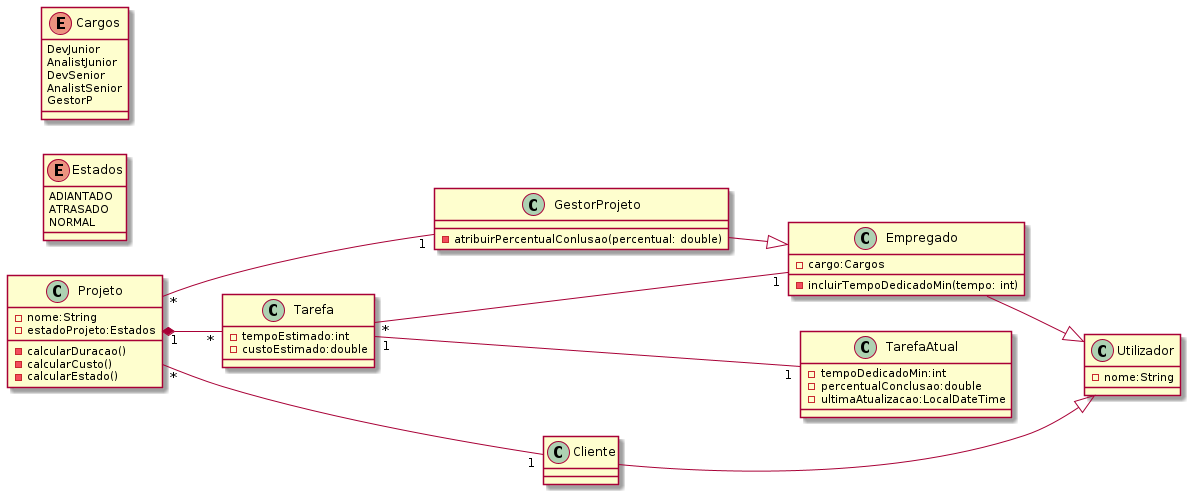 E Cargos
DevJunior
AnalistJunior
DevSenior
AnalistSenior
GestorP
E Estados
ADIANTADO
ATRASADO
NORMAL
C GestorProjeto
atribuirPercentualConlusao(percentual: double)
1
C Empregado
cargo:Cargos
incluirTempoDedicadoMin(tempo: int)
1
C Projeto
nome:String
estadoProjeto:Estados
calcularDuracao()
calcularCusto()
calcularEstado()
*
1
*
*
C Tarefa
tempoEstimado:int
custoEstimado:double
*
1
C TarefaAtual
tempoDedicadoMin:int
percentualConclusao:double
ultimaAtualizacao:LocalDateTime
1
C Utilizador
nome:String
C Cliente
1